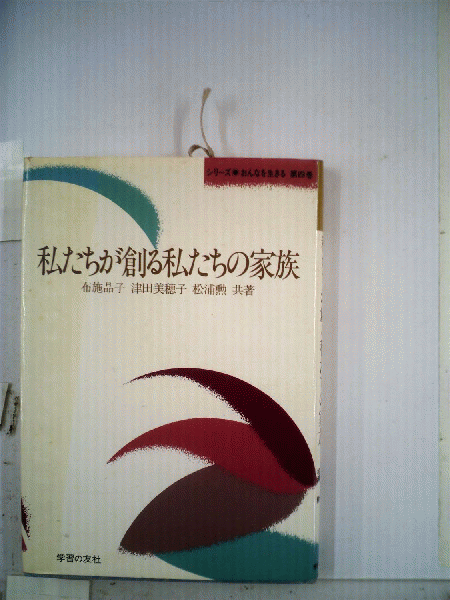 シリーズ●おんなを生きる 第四巻
私たちが創る私たちの家族
布施晶子 津田美穂子 松浦勲 共著
学習の友社